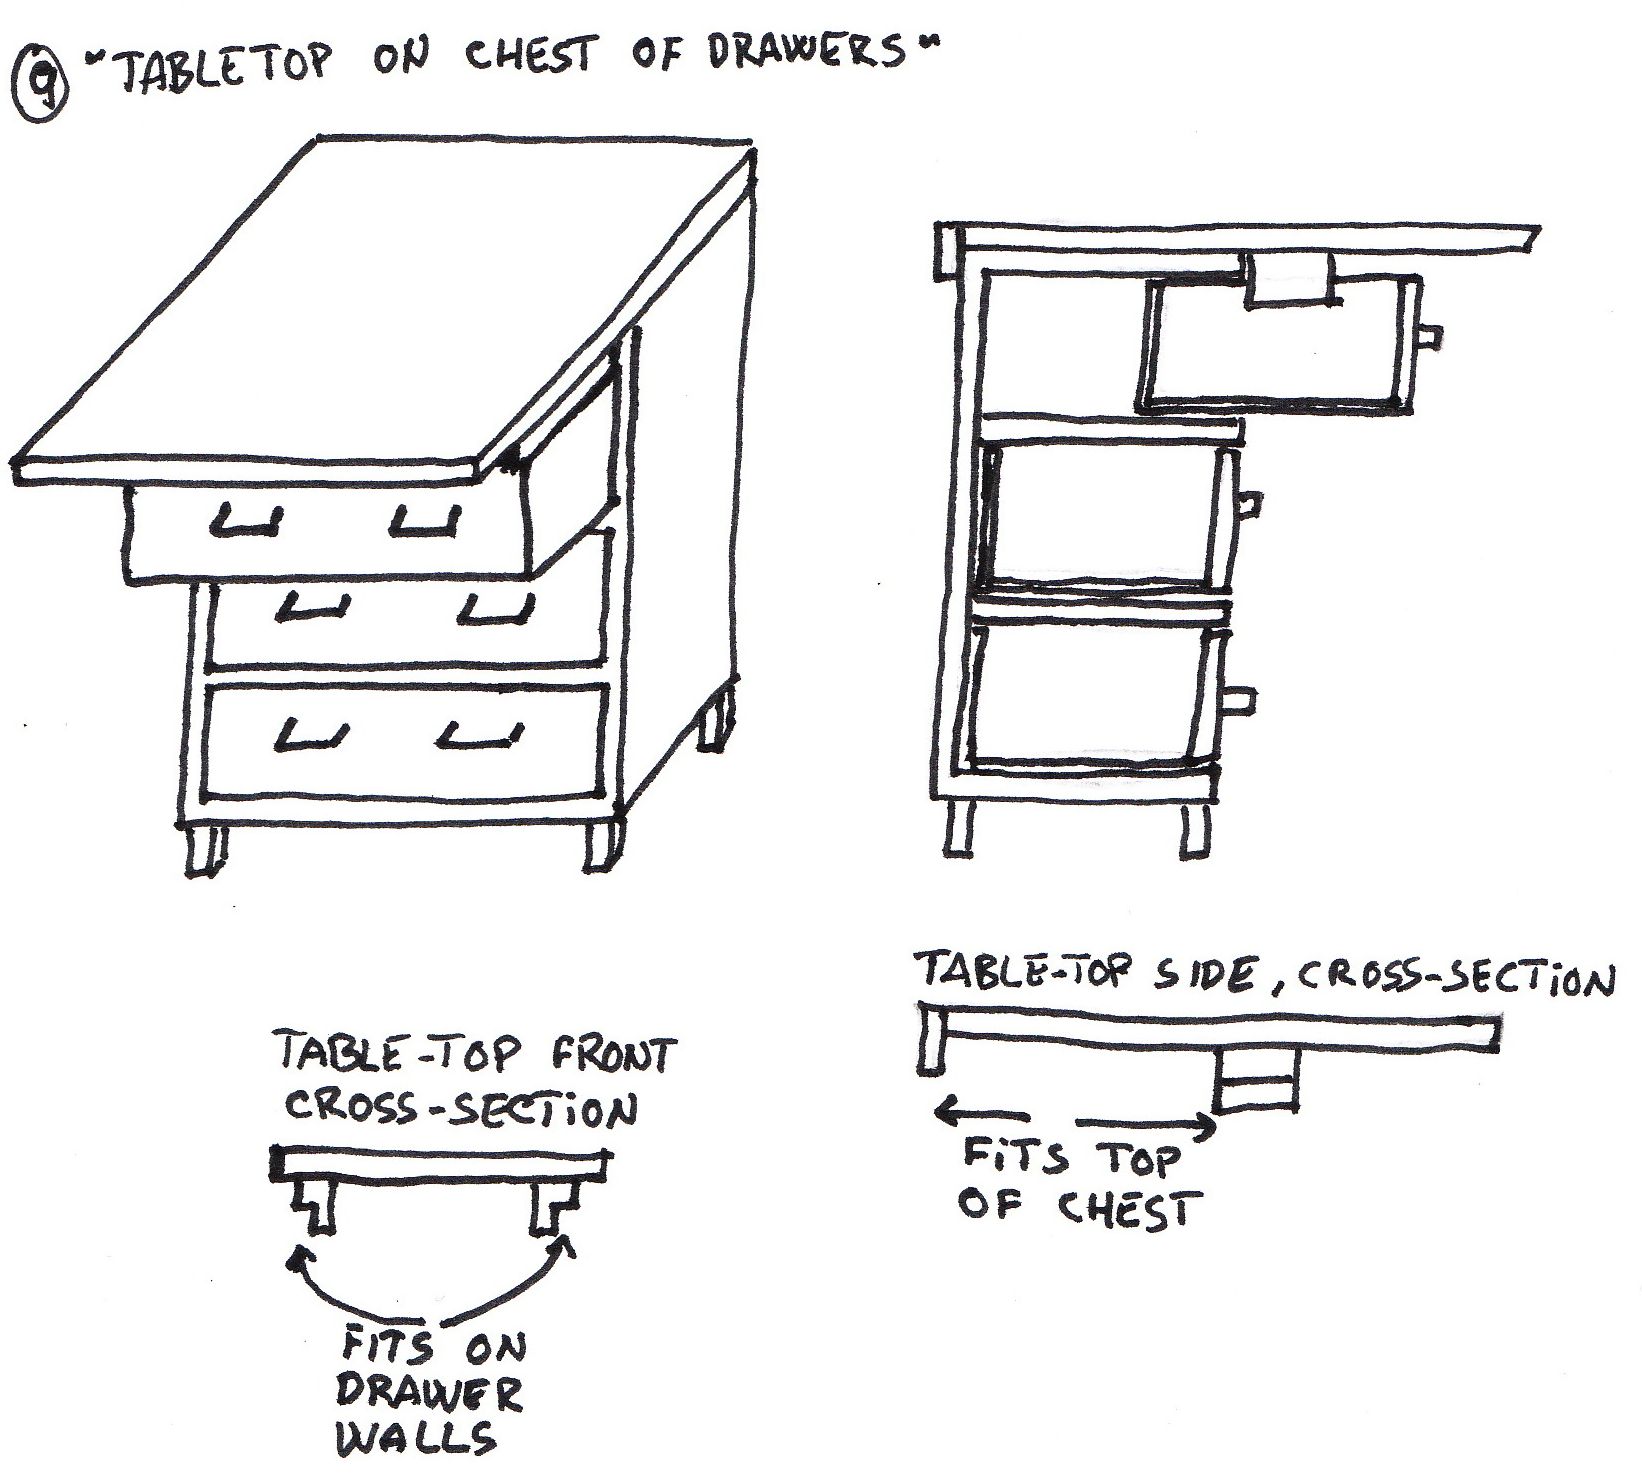 9 "TABLETOP ON CHEST OF DRAWERS"
TABLE-TOP SIDE, CROSS-SECTION
FITS TOP
OF CHEST
TABLE-TOP FRONT
CROSS-SECTION
FITS ON
DRAWER
WALLS